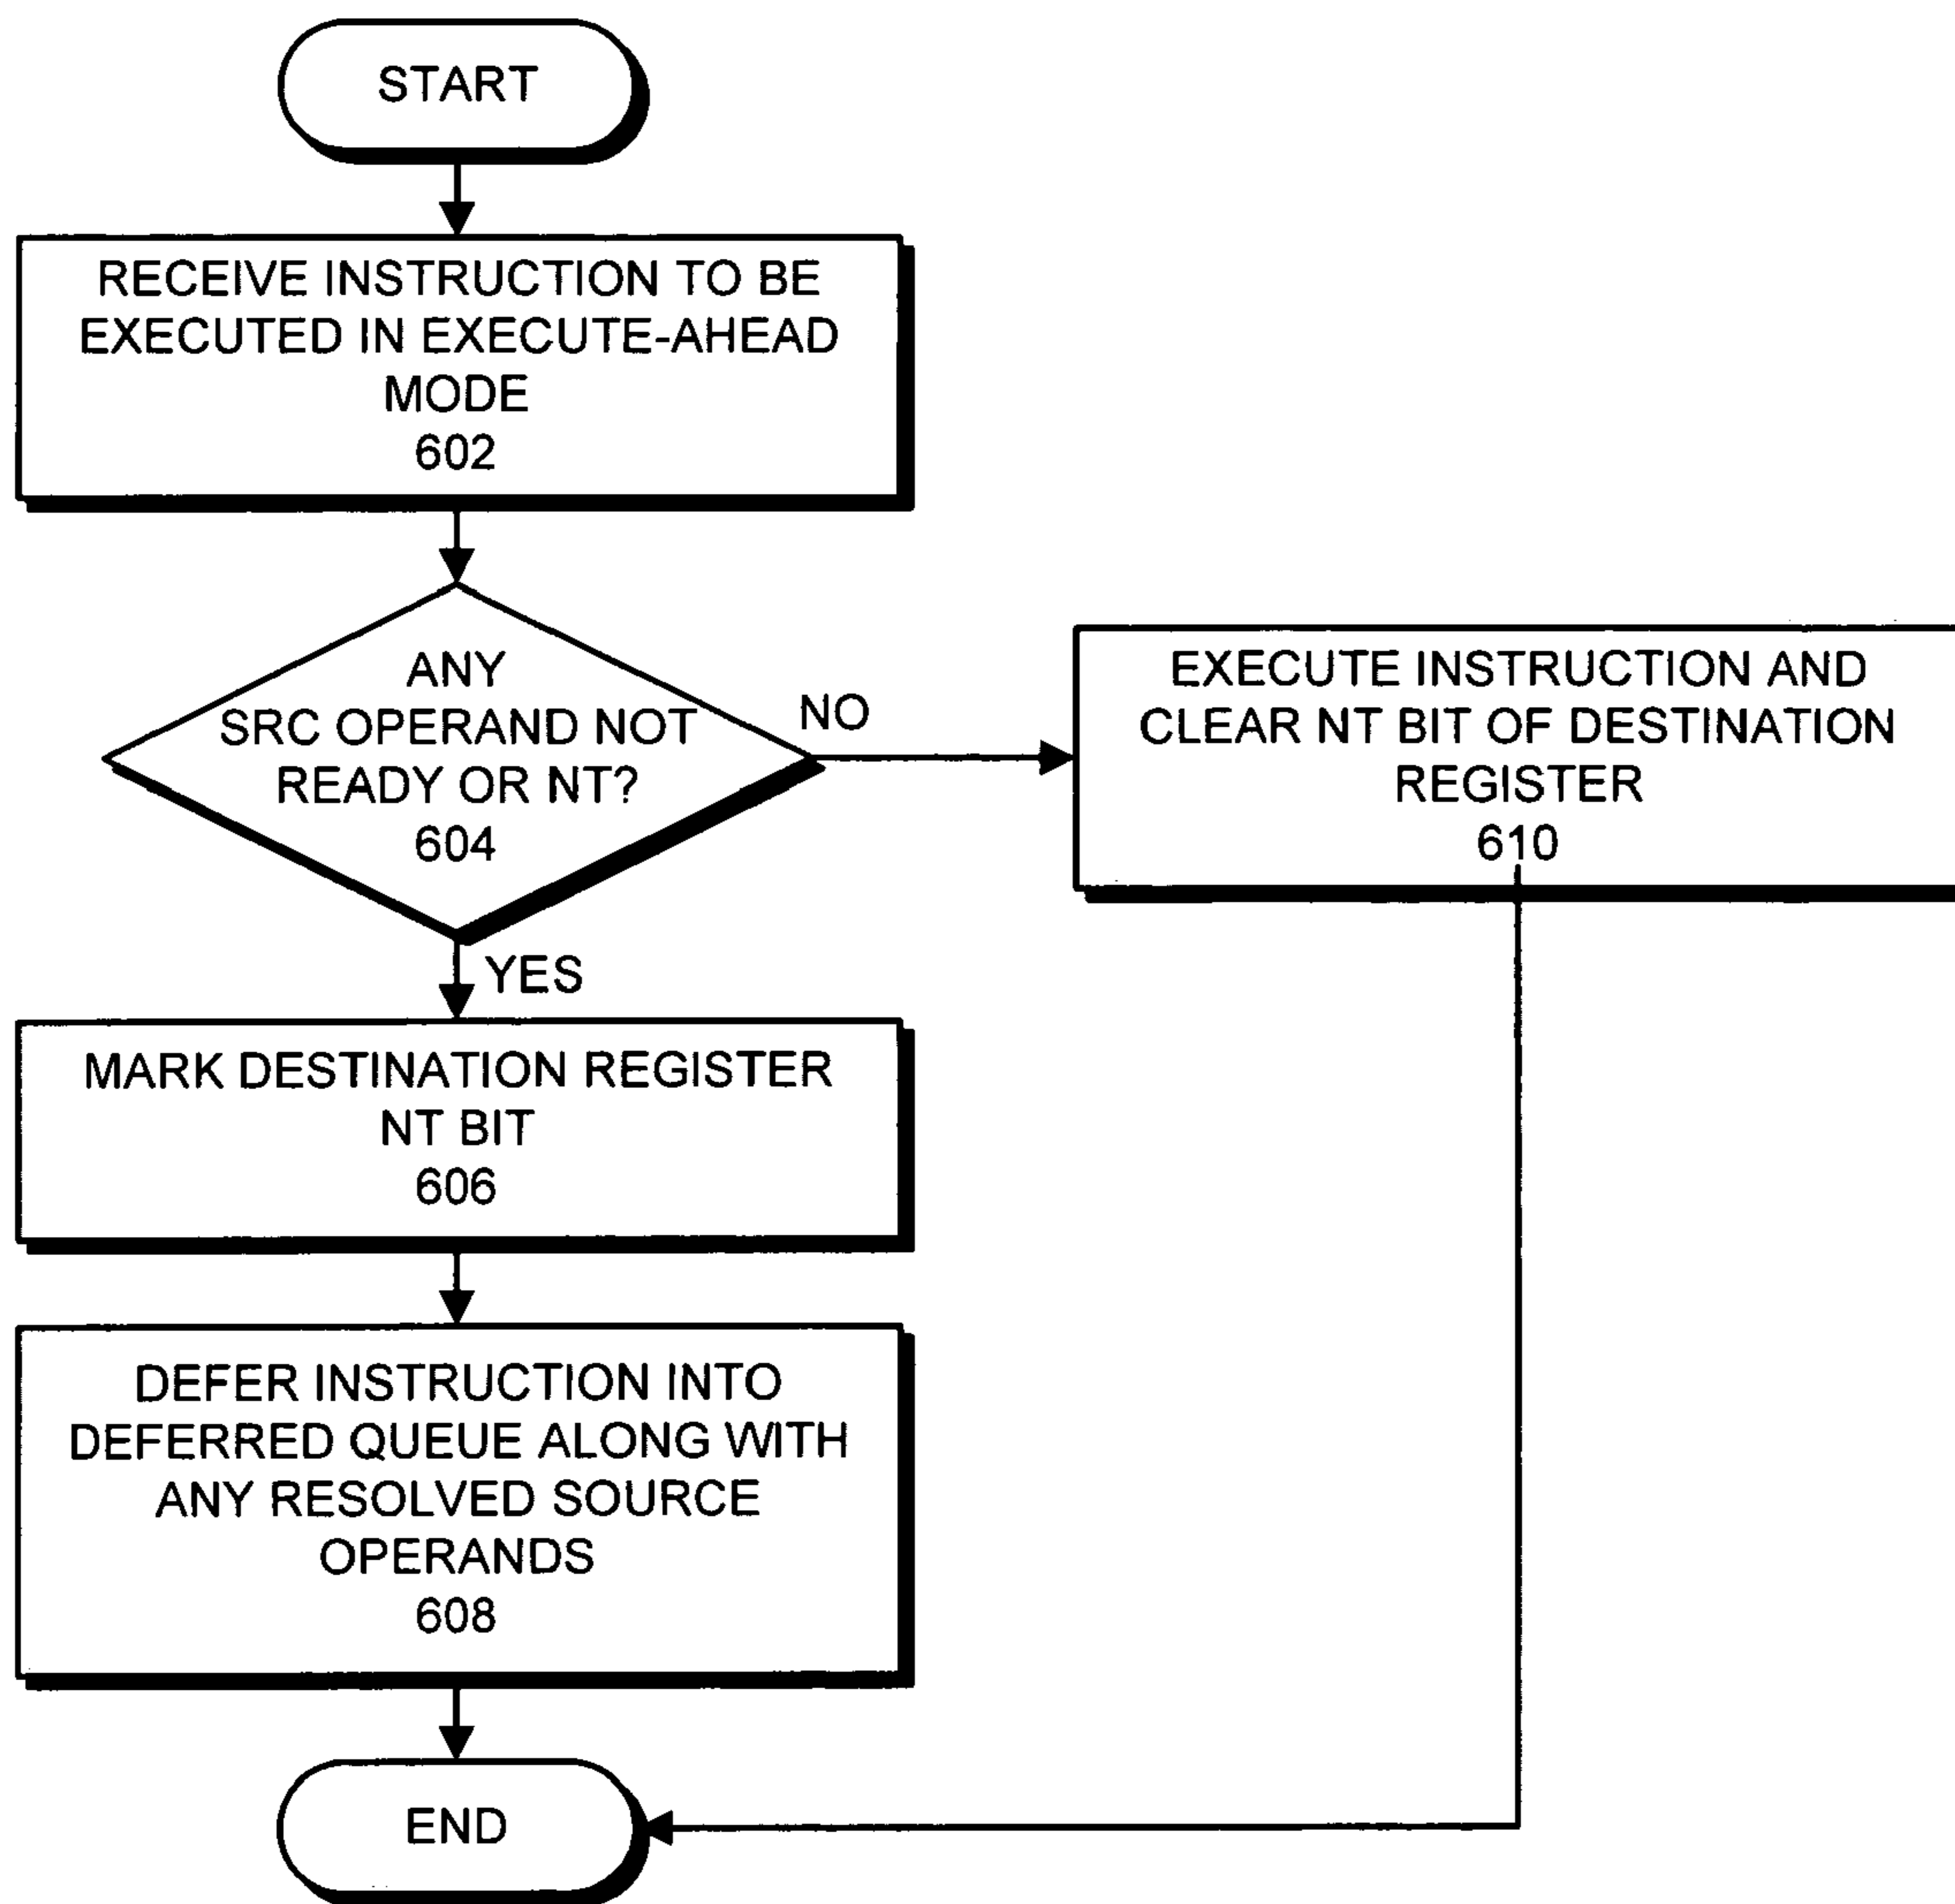 START
RECEIVE INSTRUCTION TO BE
EXECUTED IN EXECUTE-AHEAD
MODE
602
ANY
SRC OPERAND NOT
READY OR NT?
604
NO
EXECUTE INSTRUCTION AND
CLEAR NT BIT OF DESTINATION
REGISTER
610
YES
MARK DESTINATION REGISTER
NT BIT
606
DEFER INSTRUCTION INTO
DEFERRED QUEUE ALONG WITH
ANY RESOLVED SOURCE
OPERANDS
608
END